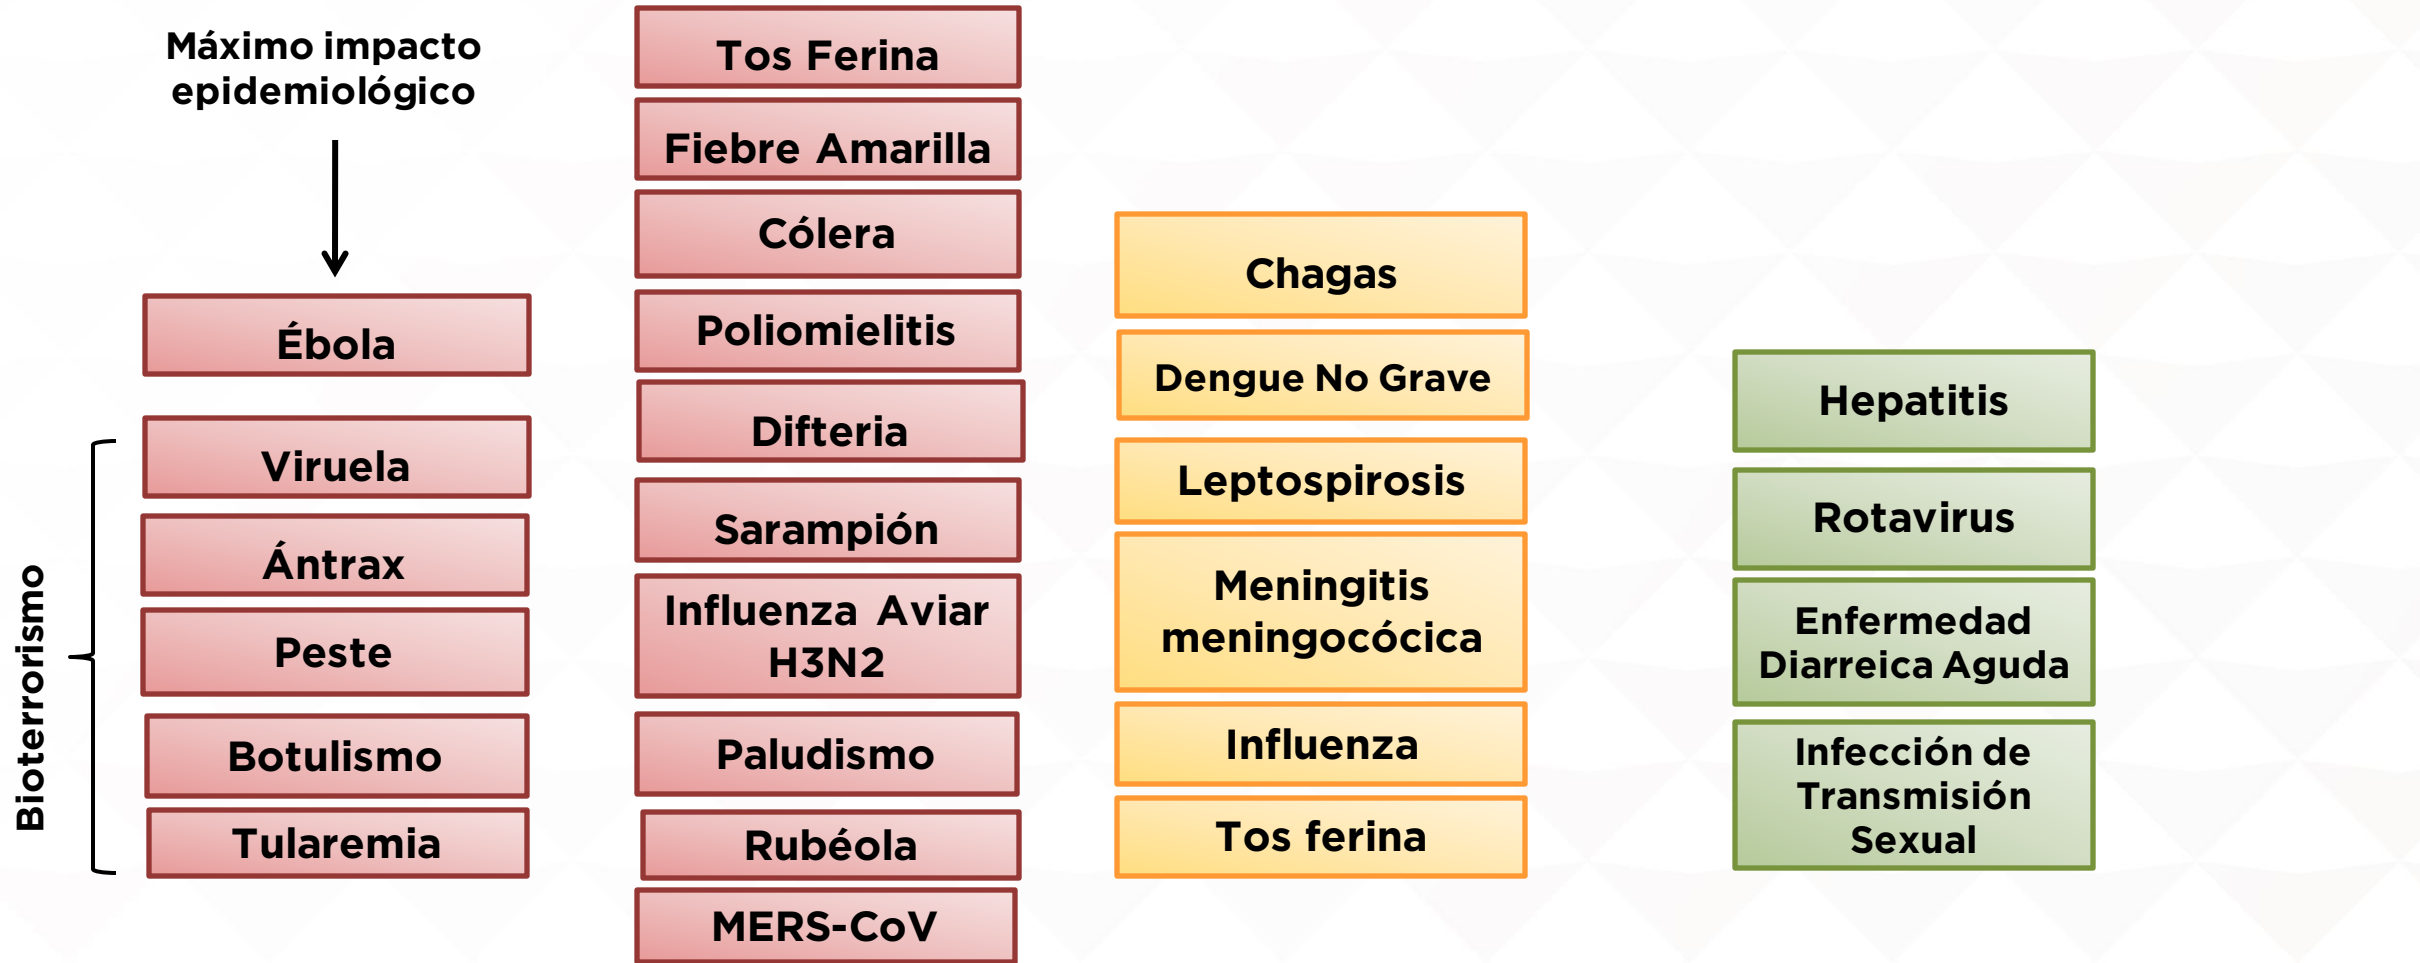 Máximo impacto
epidemiológico
Ébola
Bioterrorismo
Viruela
Ántrax
Peste
Botulismo
Tularemia
Tos Ferina
Fiebre Amarilla
Cólera
Poliomielitis
Difteria
Sarampión
Influenza Aviar
H3N2
Paludismo
Rubéola
MERS-CoV
Chagas
Dengue No Grave
Leptospirosis
Meningitis
meningocócica
Influenza
Tos ferina
Hepatitis
Rotavirus
Enfermedad
Diarreica Aguda
Infección de
Transmisión
Sexual